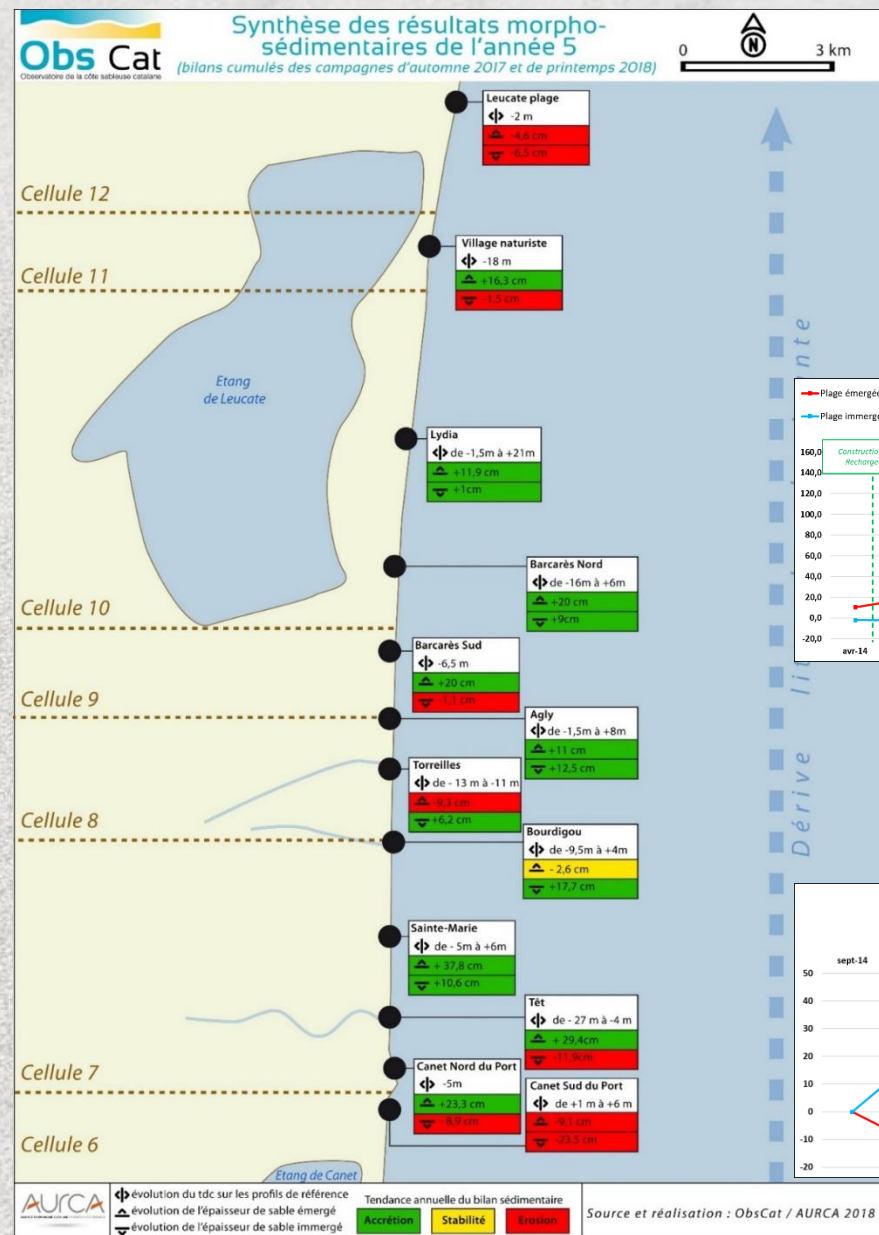 Obs Cat
Observatoire de la côte sableuse catalane
Synthèse des résultats morpho-
sédimentaires de l'année 5
(bilans cumulés des campagnes d'automne 2017 et de printemps 2018)
N
0 3 km
Leucate plage
-2 m
-4,6 cm
-6,5 cm
Cellule 12
Village naturiste
-18 m
+16,3 cm
-1,5 cm
Cellule 11
Etang
de Leucate
Lydia
de -1,5m à +21m
+11,9 cm
+1cm
Barcarès Nord
de -16m à +6m
+20 cm
+9cm
Cellule 10
Barcarès Sud
-6,5 m
+20 cm
-1,1 cm
Cellule 9
Agly
de -1,5m à +8m
+11 cm
+12,5 cm
Torreilles
de - 13 m à -11 m
-9,3 cm
+6,2 cm
Cellule 8
Bourdigou
de -9,5m à +4m
- 2,6 cm
+17,7 cm
Sainte-Marie
de - 5m à +6m
+ 37,8 cm
+10,6 cm
Têt
de - 27 m à -4 m
+ 29,4cm
-11,9cm
Cellule 7
Canet Nord du Port
-5m
+23,3 cm
-8,9 cm
Canet Sud du Port
de +1 m à +6 m
-9,1 cm
-23,5 cm
Cellule 6
Etang de Canet
Dérive
Plage émergée
Plage immergé
160,0
140,0
120,0
100,0
80,0
60,0
40,0
20,0
0,0
-20,0
Construction
Recharge
avr-14
sept-14
50
40
30
20
10
0
-10
-20
AURCA
évolution du tdc sur les profils de référence
évolution de l'épaisseur de sable émergé
évolution de l'épaisseur de sable immergé
Tendance annuelle du bilan sédimentaire
Accrétion Stabilité Erosion
Source et réalisation : ObsCat / AURCA 2018